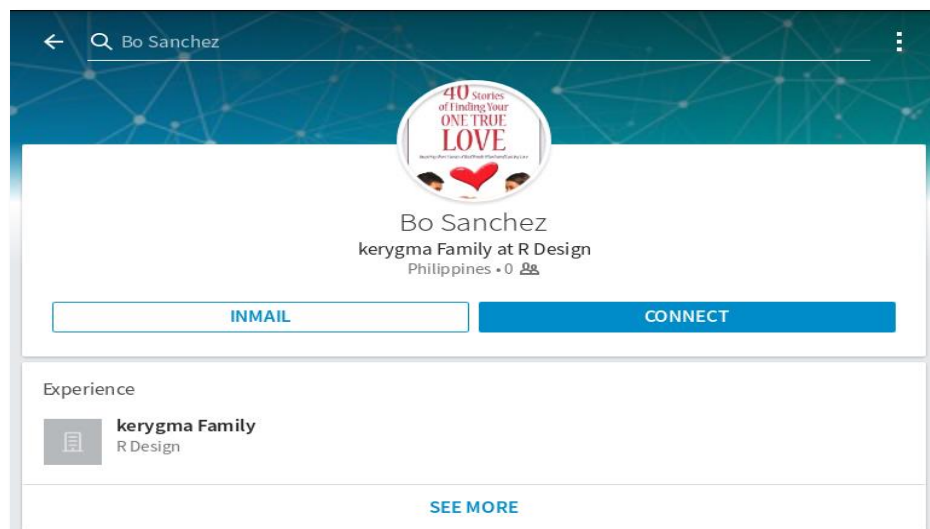 Bo Sanchez
40 Stories
of Finding Your
ONE TRUE
LOVE
Bo Sanchez
kerygma Family at R Design
Philippines • 0
INMAIL
CONNECT
Experience
kerygma Family
R Design
SEE MORE